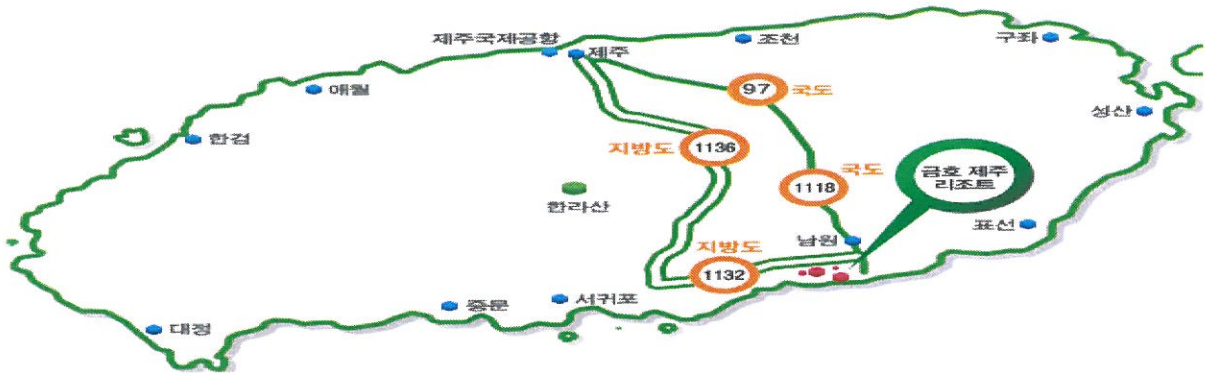 제주국제공항
제주
조천
구좌
애월
97
국도
성산
한검
지방도
1136
금호 제주
리조트
국도
1118
한라산
표선
남원
지방도
1132
중문
서귀포
대정